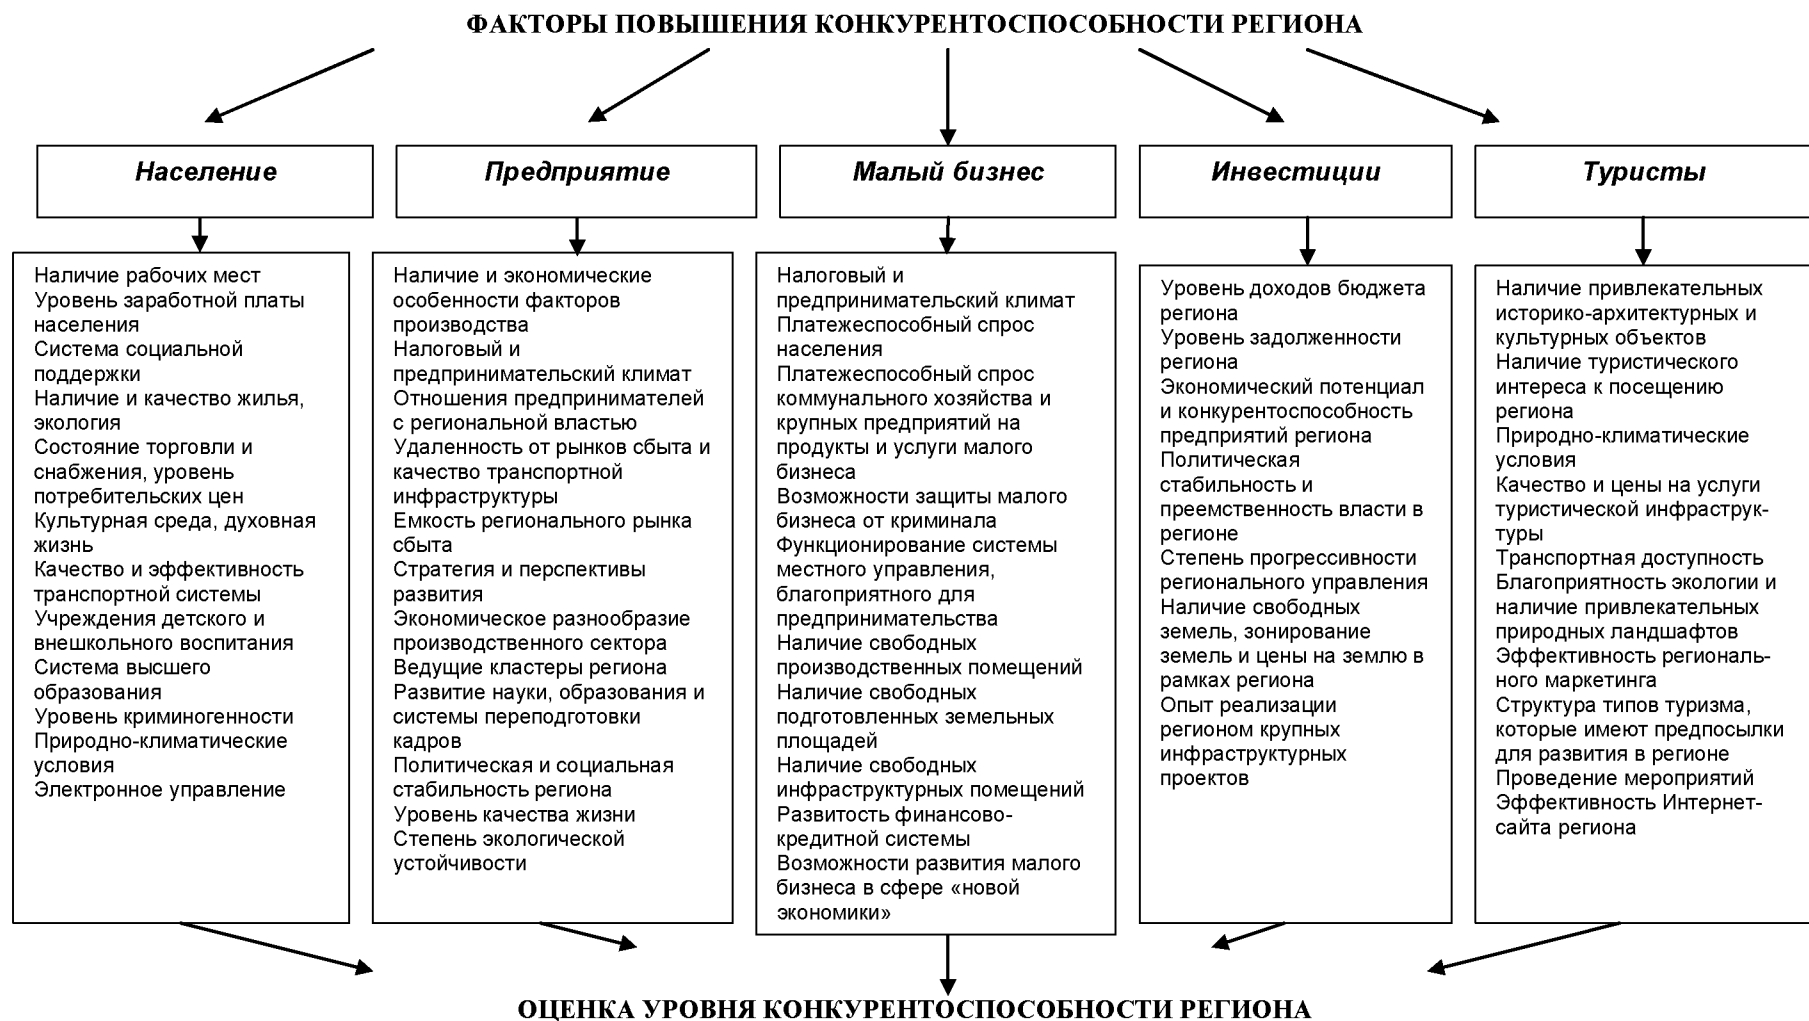 ФАКТОРЫ ПОВЫШЕНИЯ КОНКУРЕНТОСПОСОБНОСТИ РЕГИОНА
Население
Предприятие
Малый бизнес
Инвестиции
Туристы
Наличие рабочих мест
Уровень заработной платы
населения
Система социальной
поддержки
Наличие и качество жилья,
экология
Состояние торговли и
снабжения, уровень
потребительских цен
Культурная среда, духовная
жизнь
Качество и эффективность
транспортной системы
Учреждения детского и
внешкольного воспитания
Система высшего
образования
Уровень криминогенности
Природно-климатические
условия
Электронное управление
Наличие и экономические
особенности факторов
производства
Налоговый и
предпринимательский климат
Отношения предпринимателей
с региональной властью
Удаленность от рынков сбыта и
качество транспортной
инфраструктуры
Емкость регионального рынка
сбыта
Стратегия и перспективы
развития
Экономическое разнообразие
производственного сектора
Ведущие кластеры региона
Развитие науки, образования и
системы переподготовки
кадров
Политическая и социальная
стабильность региона
Уровень качества жизни
Степень экологической
устойчивости
Налоговый и
предпринимательский климат
Платежеспособный спрос
населения
Платежеспособный спрос
коммунального хозяйства и
крупных предприятий на
продукты и услуги малого
бизнеса
Возможности защиты малого
бизнеса от криминала
Функционирование системы
местного управления,
благоприятного для
предпринимательства
Наличие свободных
производственных помещений
Наличие свободных
подготовленных земельных
площадей
Наличие свободных
инфраструктурных помещений
Развитость финансово-
кредитной системы
Возможности развития малого
бизнеса в сфере «новой
экономики»
Уровень доходов бюджета
региона
Уровень задолженности
региона
Экономический потенциал
и конкурентоспособность
предприятий региона
Политическая
стабильность и
преемственность власти в
регионе
Степень прогрессивности
регионального управления
Наличие свободных
земель, зонирование
земель и цены на землю в
рамках региона
Опыт реализации
регионом крупных
инфраструктурных
проектов
Наличие привлекательных
историко-архитектурных и
культурных объектов
Наличие туристического
интереса к посещению
региона
Природно-климатические
условия
Качество и цены на услуги
туристической инфраструк-
туры
Транспортная доступность
Благоприятность экологии и
наличие привлекательных
природных ландшафтов
Эффективность региональ-
ного маркетинга
Структура типов туризма,
которые имеют предпосылки
для развития в регионе
Проведение мероприятий
Эффективность Интернет-
сайта региона
ОЦЕНКА УРОВНЯ КОНКУРЕНТОСПОСОБНОСТИ РЕГИОНА